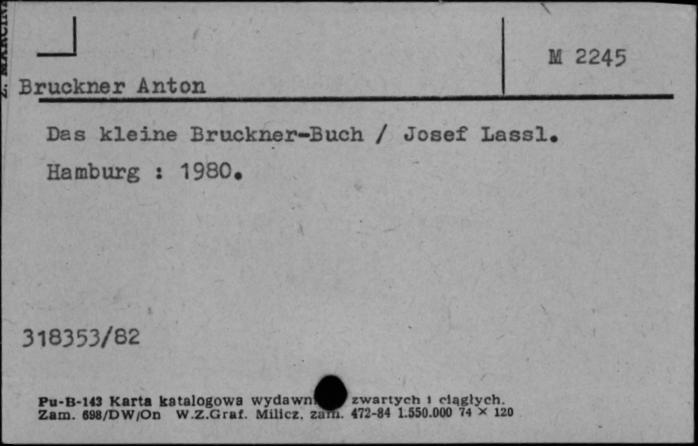 M 2245
Bruckner Anton
Das kleine Bruckner-Buch / Josef Lassl.
Hamburg : 1980.
318353/82
Pu-B-143 Karta katalogowa zwartych i ciągłych.
Zam. 698/DW/On W.Z.Graf. Milicz, zam. 472-84 1.550.000 74 × 120